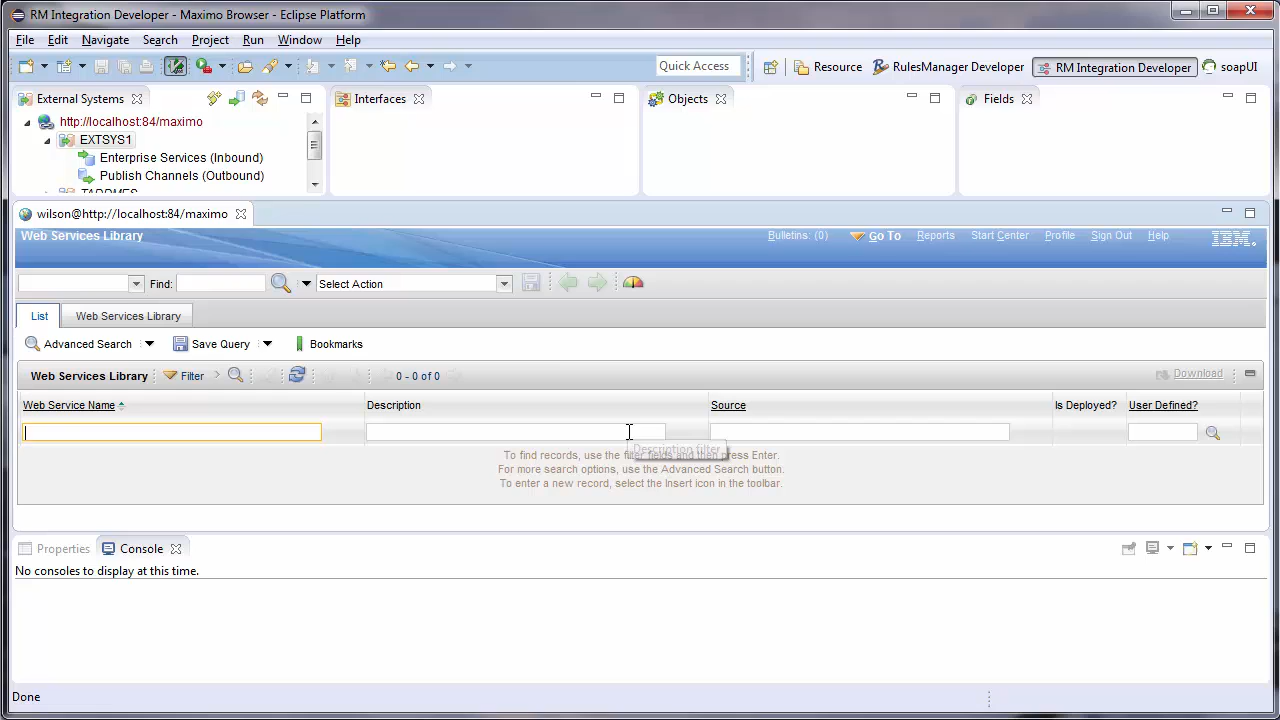 RM Integration Developer - Maximo Browser - Eclipse Platform
File Edit Navigate Search Project Run Window Help
Quick Access Resource RulesManager Developer RM Integration Developer soapUI
External Systems Interfaces Objects Fields
http://localhost:84/maximo
EXTSYS1
Enterprise Services (Inbound)
Publish Channels (Outbound)
wilson@http://localhost:84/maximo
Web Services Library Bulletins: (0) Go To Reports Start Center Profile Sign Out Help IBM.
Find: Select Action
List Web Services Library
Advanced Search Save Query Bookmarks
Web Services Library Filter 0 - 0 of 0 Download
Web Service Name Description Source Is Deployed? User Defined?
Description filter
To find records, use the filter fields and then press Enter.
For more search options, use the Advanced Search button.
To enter a new record, select the Insert icon in the toolbar.
Properties Console
No consoles to display at this time.
Done